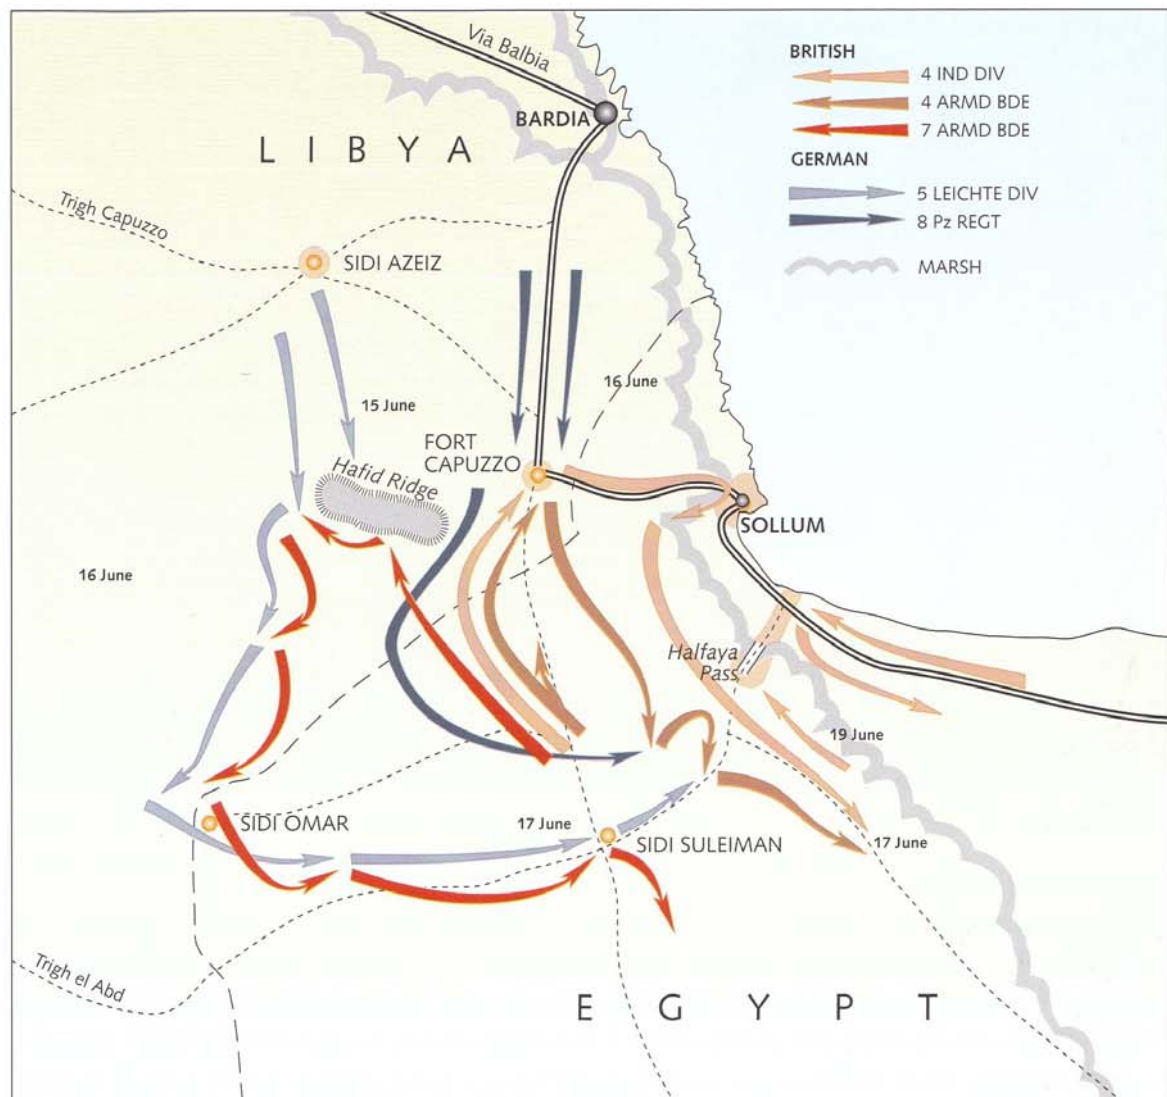 Via Balbia
BARDIA
LIBYA
Trigh Capuzzo
SIDI AZEIZ
BRITISH
4 IND DIV
4 ARMD BDE
7 ARMD BDE
GERMAN
5 LEICHTE DIV
8 Pz REGT
MARSH
16 June
15 June
FORT
CAPUZZO
Hafid Ridge
SOLLUM
16 June
Halfaya
Pass
19 June
SIDI OMAR
17 June
SIDI SULEIMAN
17 June
Trigh el Abd
EGYPT